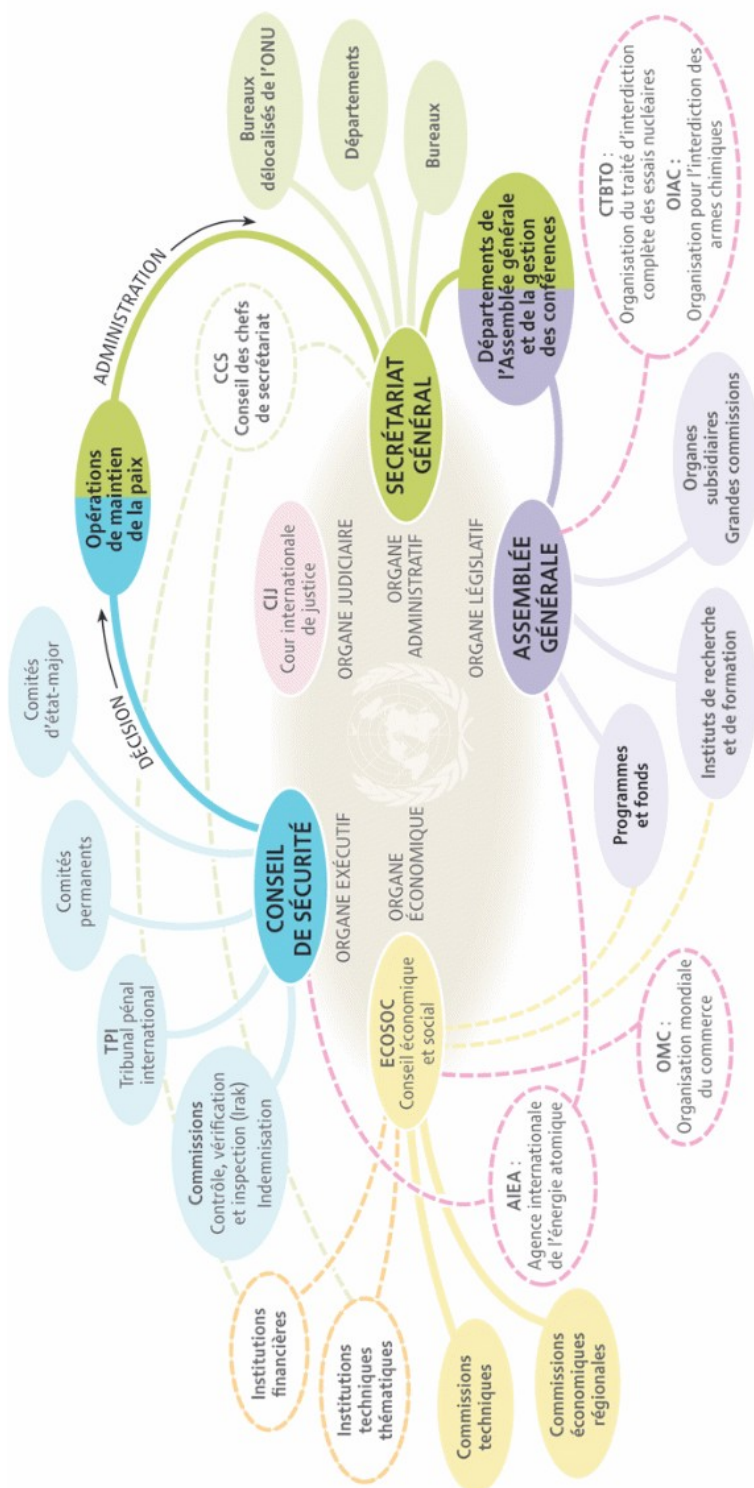 Comités
d'état-major
Comités
permanents
TPI
Tribunal pénal
international
Commissions
Contrôle, vérification
et inspection (Irak)
Indemnisation
Institutions
financières
Institutions
techniques
thématiques
Commissions
techniques
Commissions
économiques
régionales
DÉCISION
Opérations
de maintien
de la paix
ADMINISTRATION
CCS
Conseil des chefs
de secrétariat
Bureaux
délocalisés de l'ONU
Départements
Bureaux
CONSEIL
DE SÉCURITÉ
ORGANE EXÉCUTIF
CIJ
Cour internationale
de justice
ORGANE JUDICIAIRE
SECRÉTARIAT
GÉNÉRAL
ORGANE
ADMINISTRATIF
ECOSOC
Conseil économique
et social
ORGANE
ÉCONOMIQUE
ORGANE LÉGISLATIF
ASSEMBLÉE
GÉNÉRALE
Départements de
l'Assemblée générale
et de la gestion
des conférences
AIEA :
Agence internationale
de l'énergie atomique
OMC :
Organisation mondiale
du commerce
Programmes
et fonds
Instituts de recherche
et de formation
Organes
subsidiaires
Grandes commissions
CTBTO :
Organisation du traité d'interdiction
complète des essais nucléaires
OIAC :
Organisation pour l'interdiction des
armes chimiques